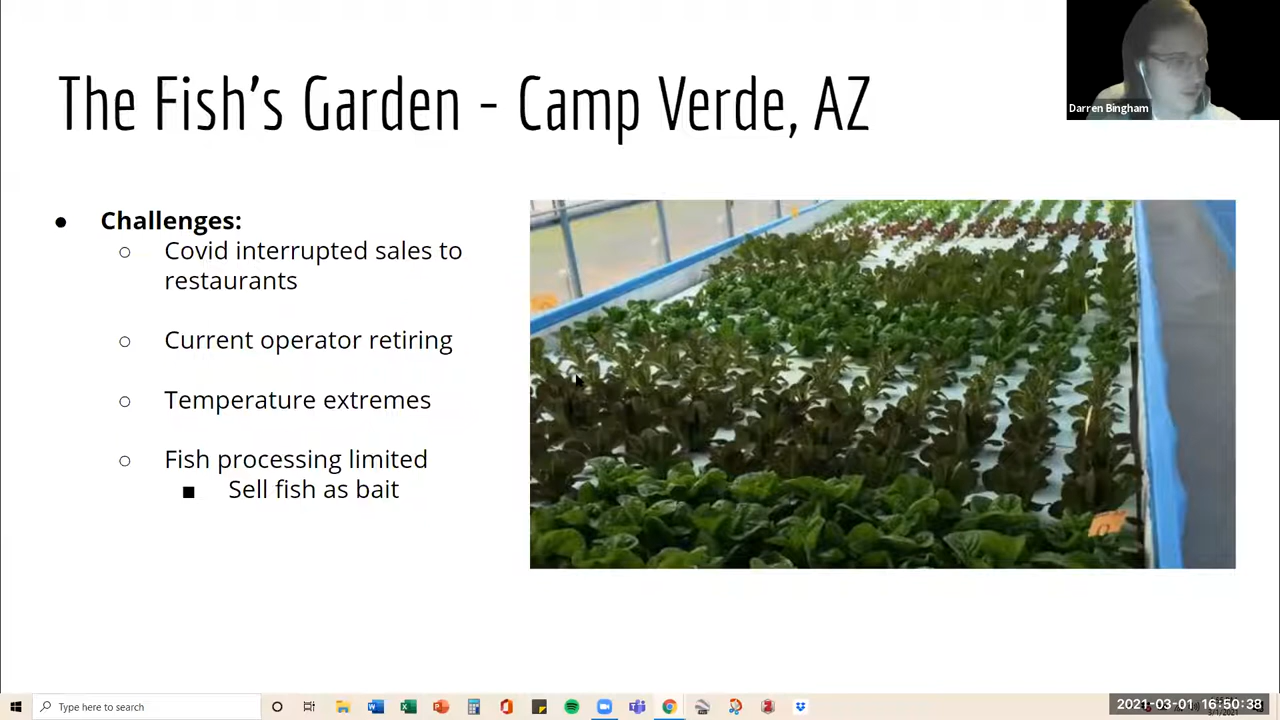 The Fish's Garden - Camp Verde, AZ
Darren Bingham
Challenges:
Covid interrupted sales to
restaurants
Current operator retiring
Temperature extremes
Fish processing limited
Sell fish as bait
Type here to search
2021-03-01 16:50:38